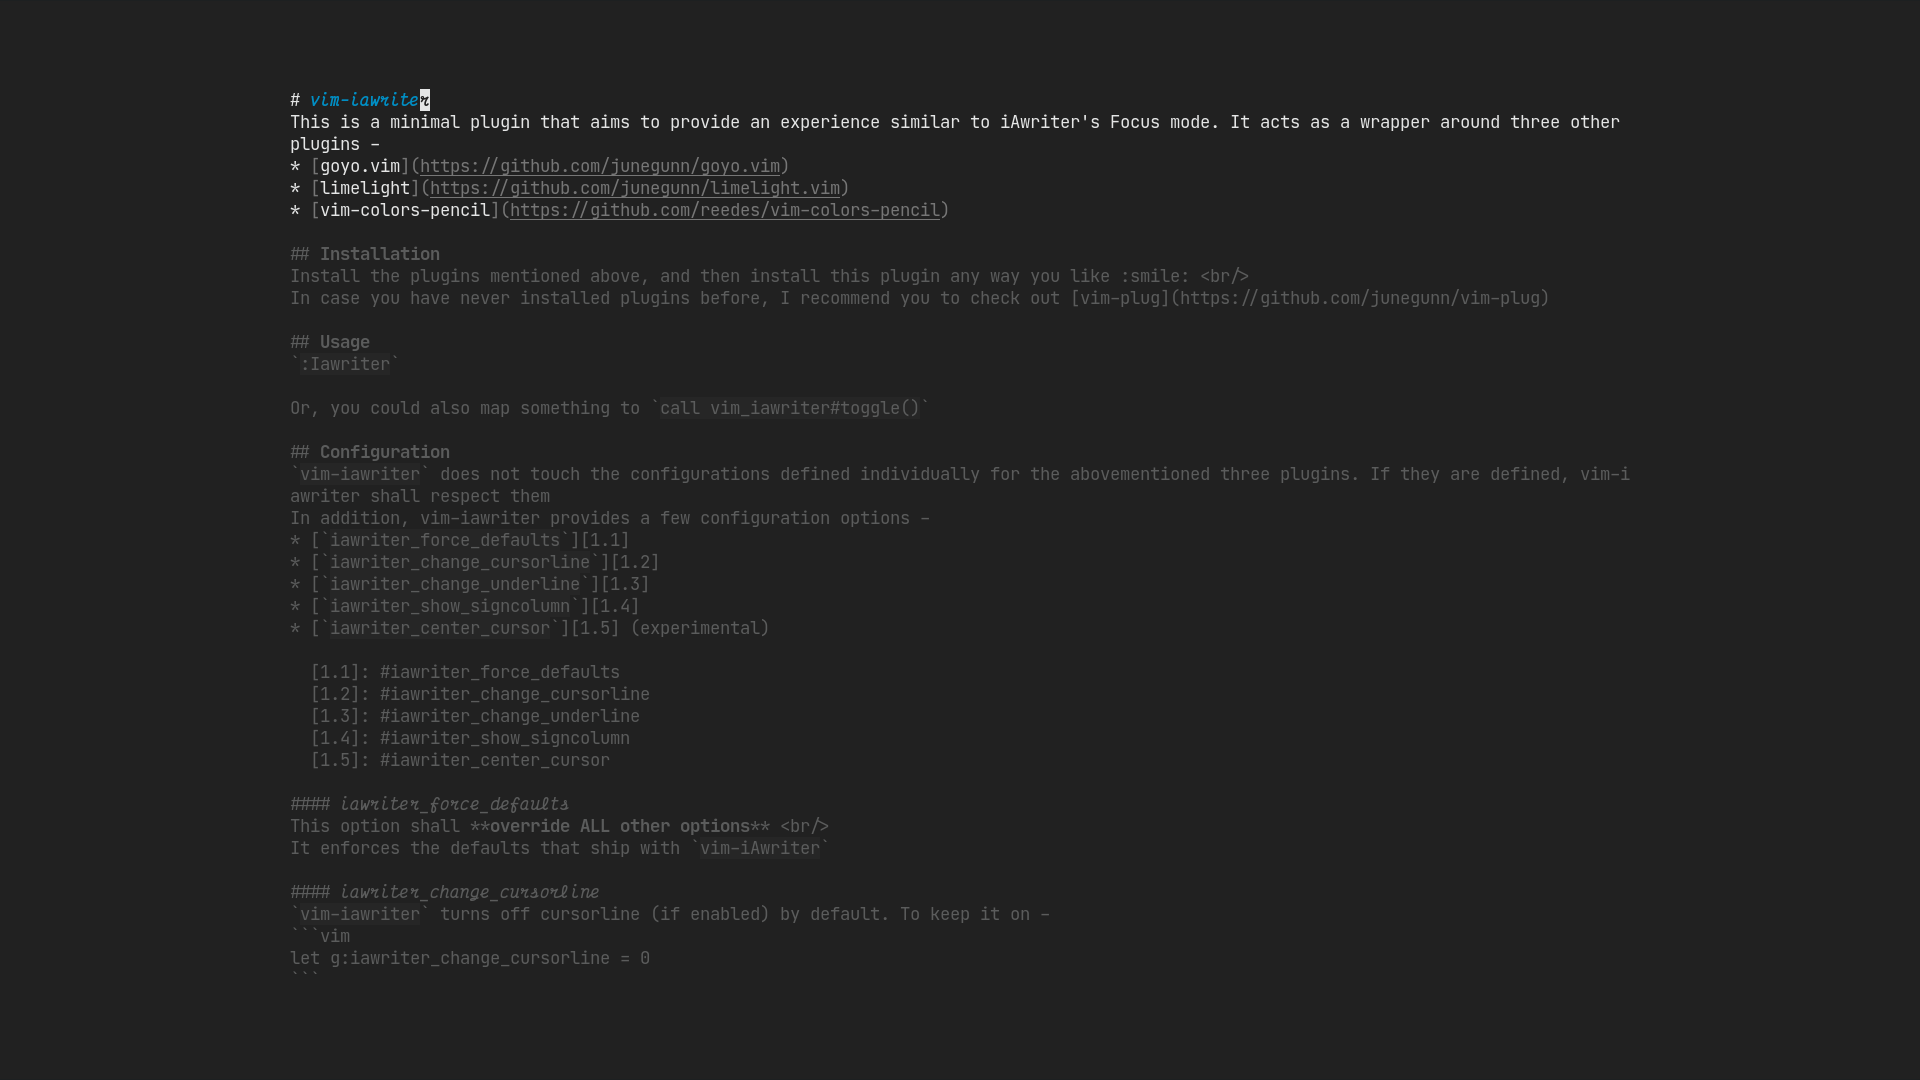 # vim-iawriter
This is a minimal plugin that aims to provide an experience similar to iAwriter's Focus mode. It acts as a wrapper around three other
plugins -
* [goyo.vim](https://github.com/junegunn/goyo.vim)
* [limelight](https://github.com/junegunn/limelight.vim)
* [vim-colors-pencil](https://github.com/reedes/vim-colors-pencil)
## Installation
Install the plugins mentioned above, and then install this plugin any way you like :smile: <br/>
In case you have never installed plugins before, I recommend you to check out [vim-plug](https://github.com/junegunn/vim-plug)
## Usage
`:Iawriter`
Or, you could also map something to `call vim_iawriter#toggle()`
## Configuration
`vim-iawriter` does not touch the configurations defined individually for the abovementioned three plugins. If they are defined, vim-i
awriter shall respect them
In addition, vim-iawriter provides a few configuration options -
* [`iawriter_force_defaults`][1.1]
* [`iawriter_change_cursorline`][1.2]
* [`iawriter_change_underline`][1.3]
* [`iawriter_show_signcolumn`][1.4]
* [`iawriter_center_cursor`][1.5] (experimental)
[1.1]: #iawriter_force_defaults
[1.2]: #iawriter_change_cursorline
[1.3]: #iawriter_change_underline
[1.4]: #iawriter_show_signcolumn
[1.5]: #iawriter_center_cursor
#### iawriter_force_defaults
This option shall **override ALL other options** <br/>
It enforces the defaults that ship with `vim-iAwriter`
#### iawriter_change_cursorline
`vim-iawriter` turns off cursorline (if enabled) by default. To keep it on -
```vim
let g:iawriter_change_cursorline = 0
```